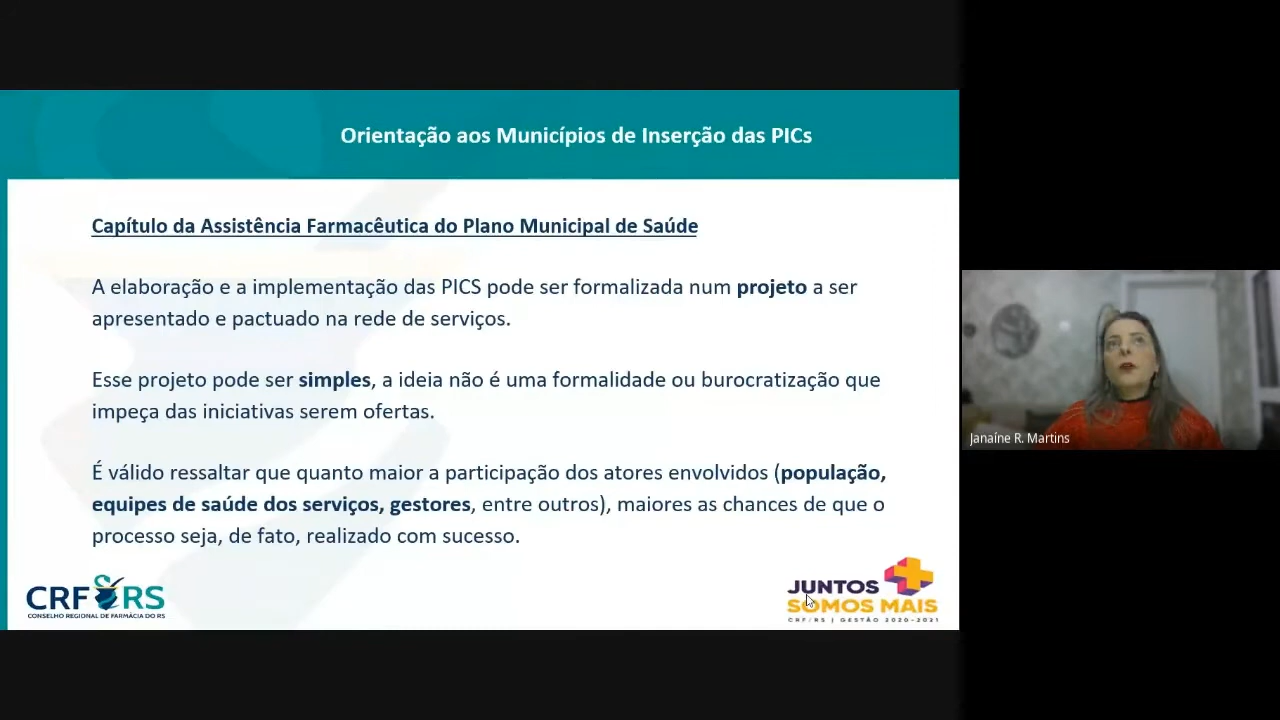 Orientação aos Municípios de Inserção das PICs
Capítulo da Assistência Farmacêutica do Plano Municipal de Saúde
A elaboração e a implementação das PICS pode ser formalizada num projeto a ser
apresentado e pactuado na rede de serviços.
Esse projeto pode ser simples, a ideia não é uma formalidade ou burocratização que
impeça das iniciativas serem ofertas.
É válido ressaltar que quanto maior a participação dos atores envolvidos (população,
equipes de saúde dos serviços, gestores, entre outros), maiores as chances de que o
processo seja, de fato, realizado com sucesso.
CRF RS
CONSELHO REGIONAL DE FARMÁCIA DO RS
JUNTOS
SOMOS MAIS
CRF/RS | GESTÃO 2020-2021
Janaíne R. Martins